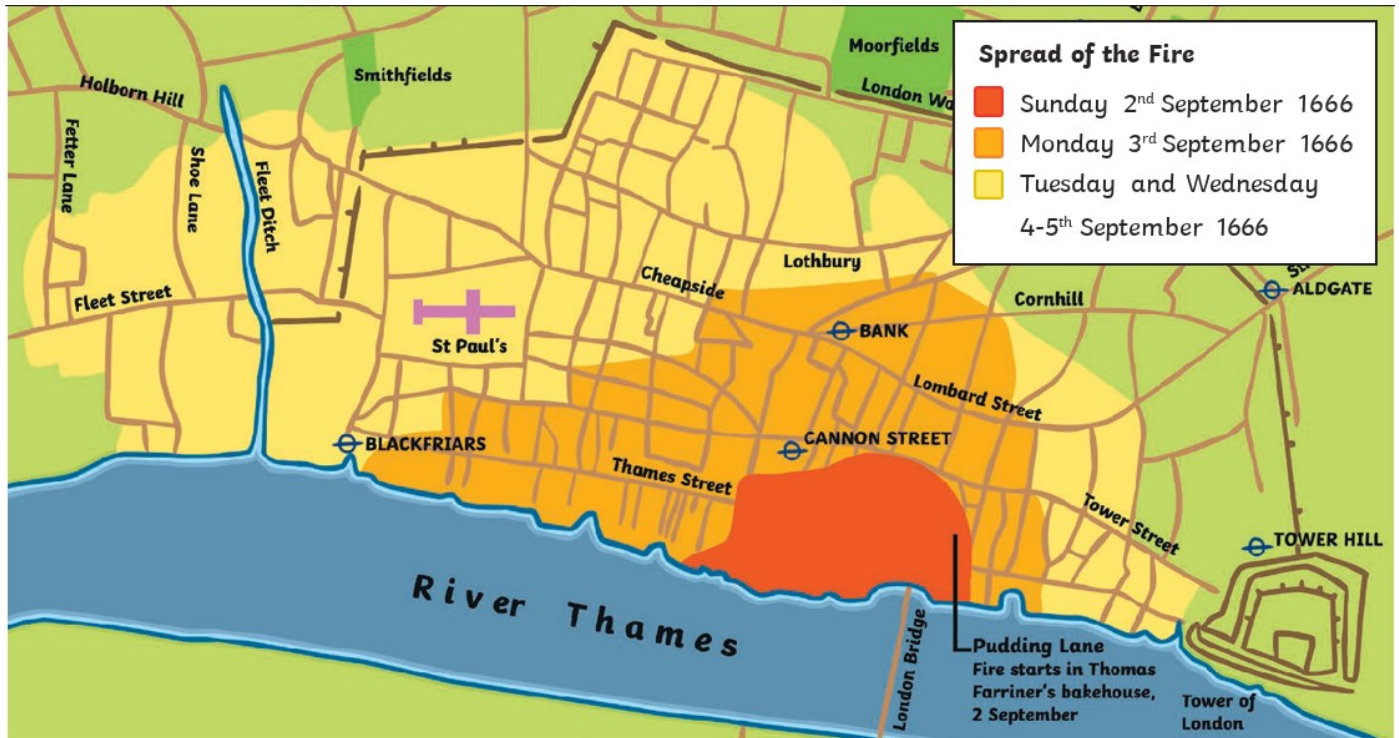 Spread of the Fire
Sunday 2nd September 1666
Monday 3rd September 1666
Tuesday and Wednesday
4-5th September 1666
Moorfields
London Wa
Smithfields
Holborn Hill
Fetter Lane
Shoe Lane
Fleet Ditch
Fleet Street
St Paul's
Cheapside
Lothbury
Cornhill
ALDGATE
BANK
Lombard Street
BLACKFRIARS
CANNON STREET
Thames Street
Tower Street
TOWER HILL
River Thames
London Bridge
Pudding Lane
Fire starts in Thomas
Farriner's bakehouse,
2 September
Tower of
London